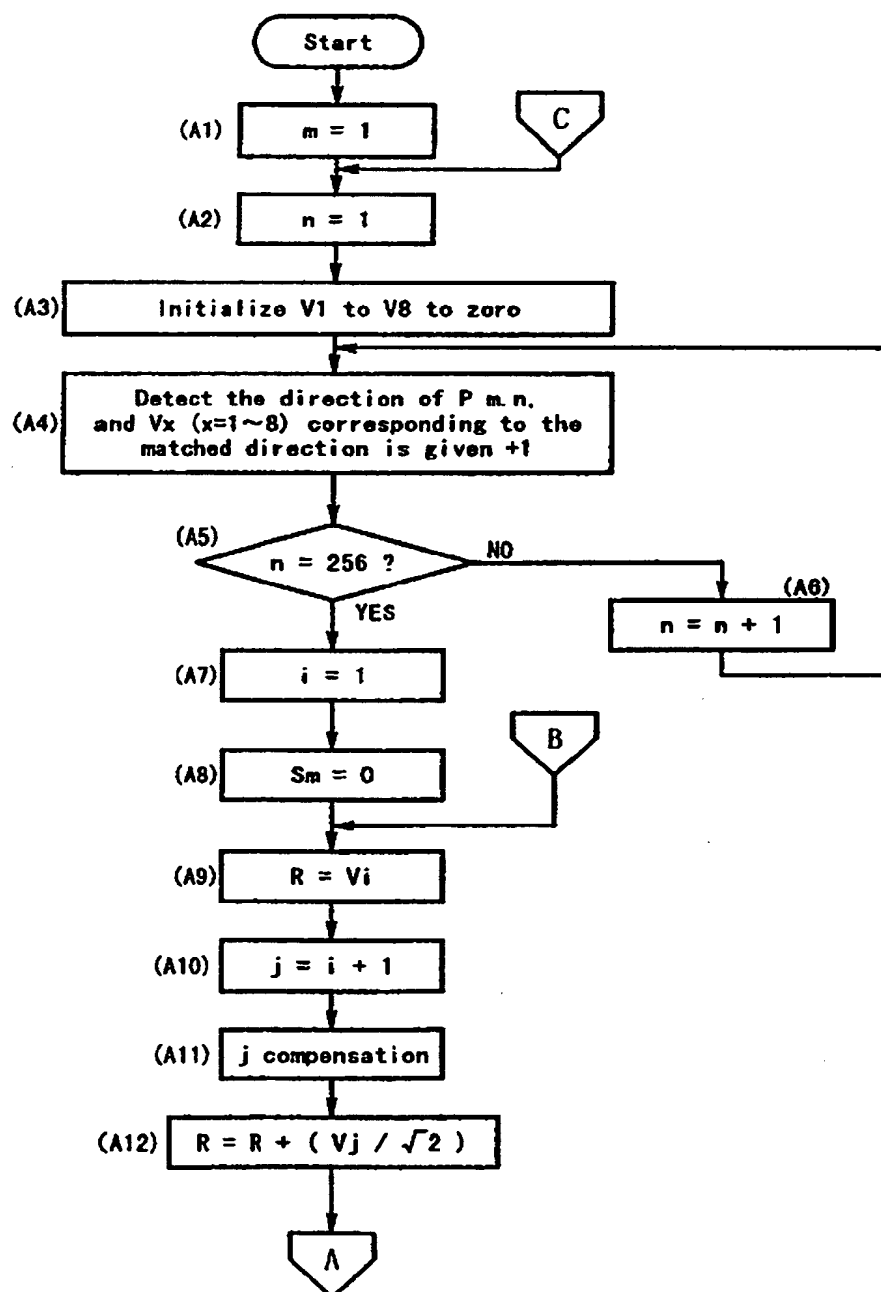 Start
(A1)
m = 1
C
(A2)
n = 1
(A3)
Initialize V1 to V8 to zoro
(A4)
Detect the direction of P m.n,
and Vx (x=1~8) corresponding to the
matched direction is given +1
(A5)
n = 256 ?
NO
YES
(A6)
n = n + 1
(A7)
i = 1
B
(A8)
Sm = 0
(A9)
R = Vi
(A10)
j = i + 1
(A11)
j compensation
(A12)
R = R + ( Vj / √2 )
A